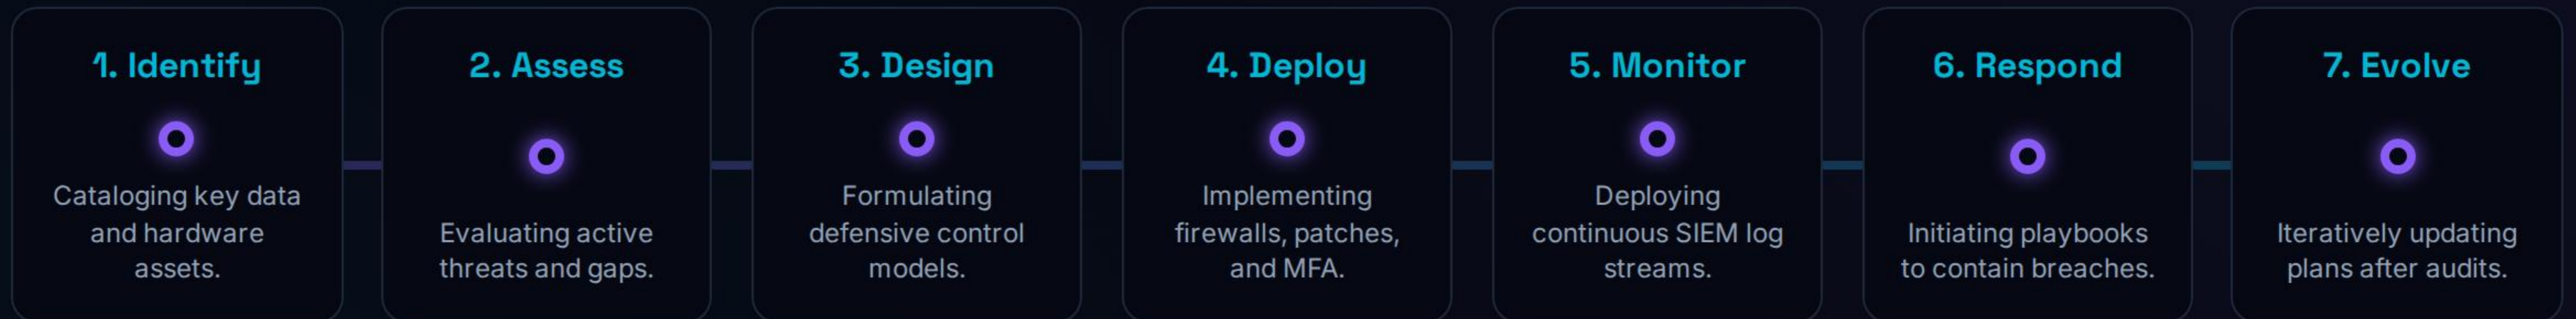 1. Identify
Cataloging key data
and hardware
assets.
2. Assess
Evaluating active
threats and gaps.
3. Design
Formulating
defensive control
models.
4. Deploy
Implementing
firewalls, patches,
and MFA.
5. Monitor
Deploying
continuous SIEM log
streams.
6. Respond
Initiating playbooks
to contain breaches.
7. Evolve
Iteratively updating
plans after audits.